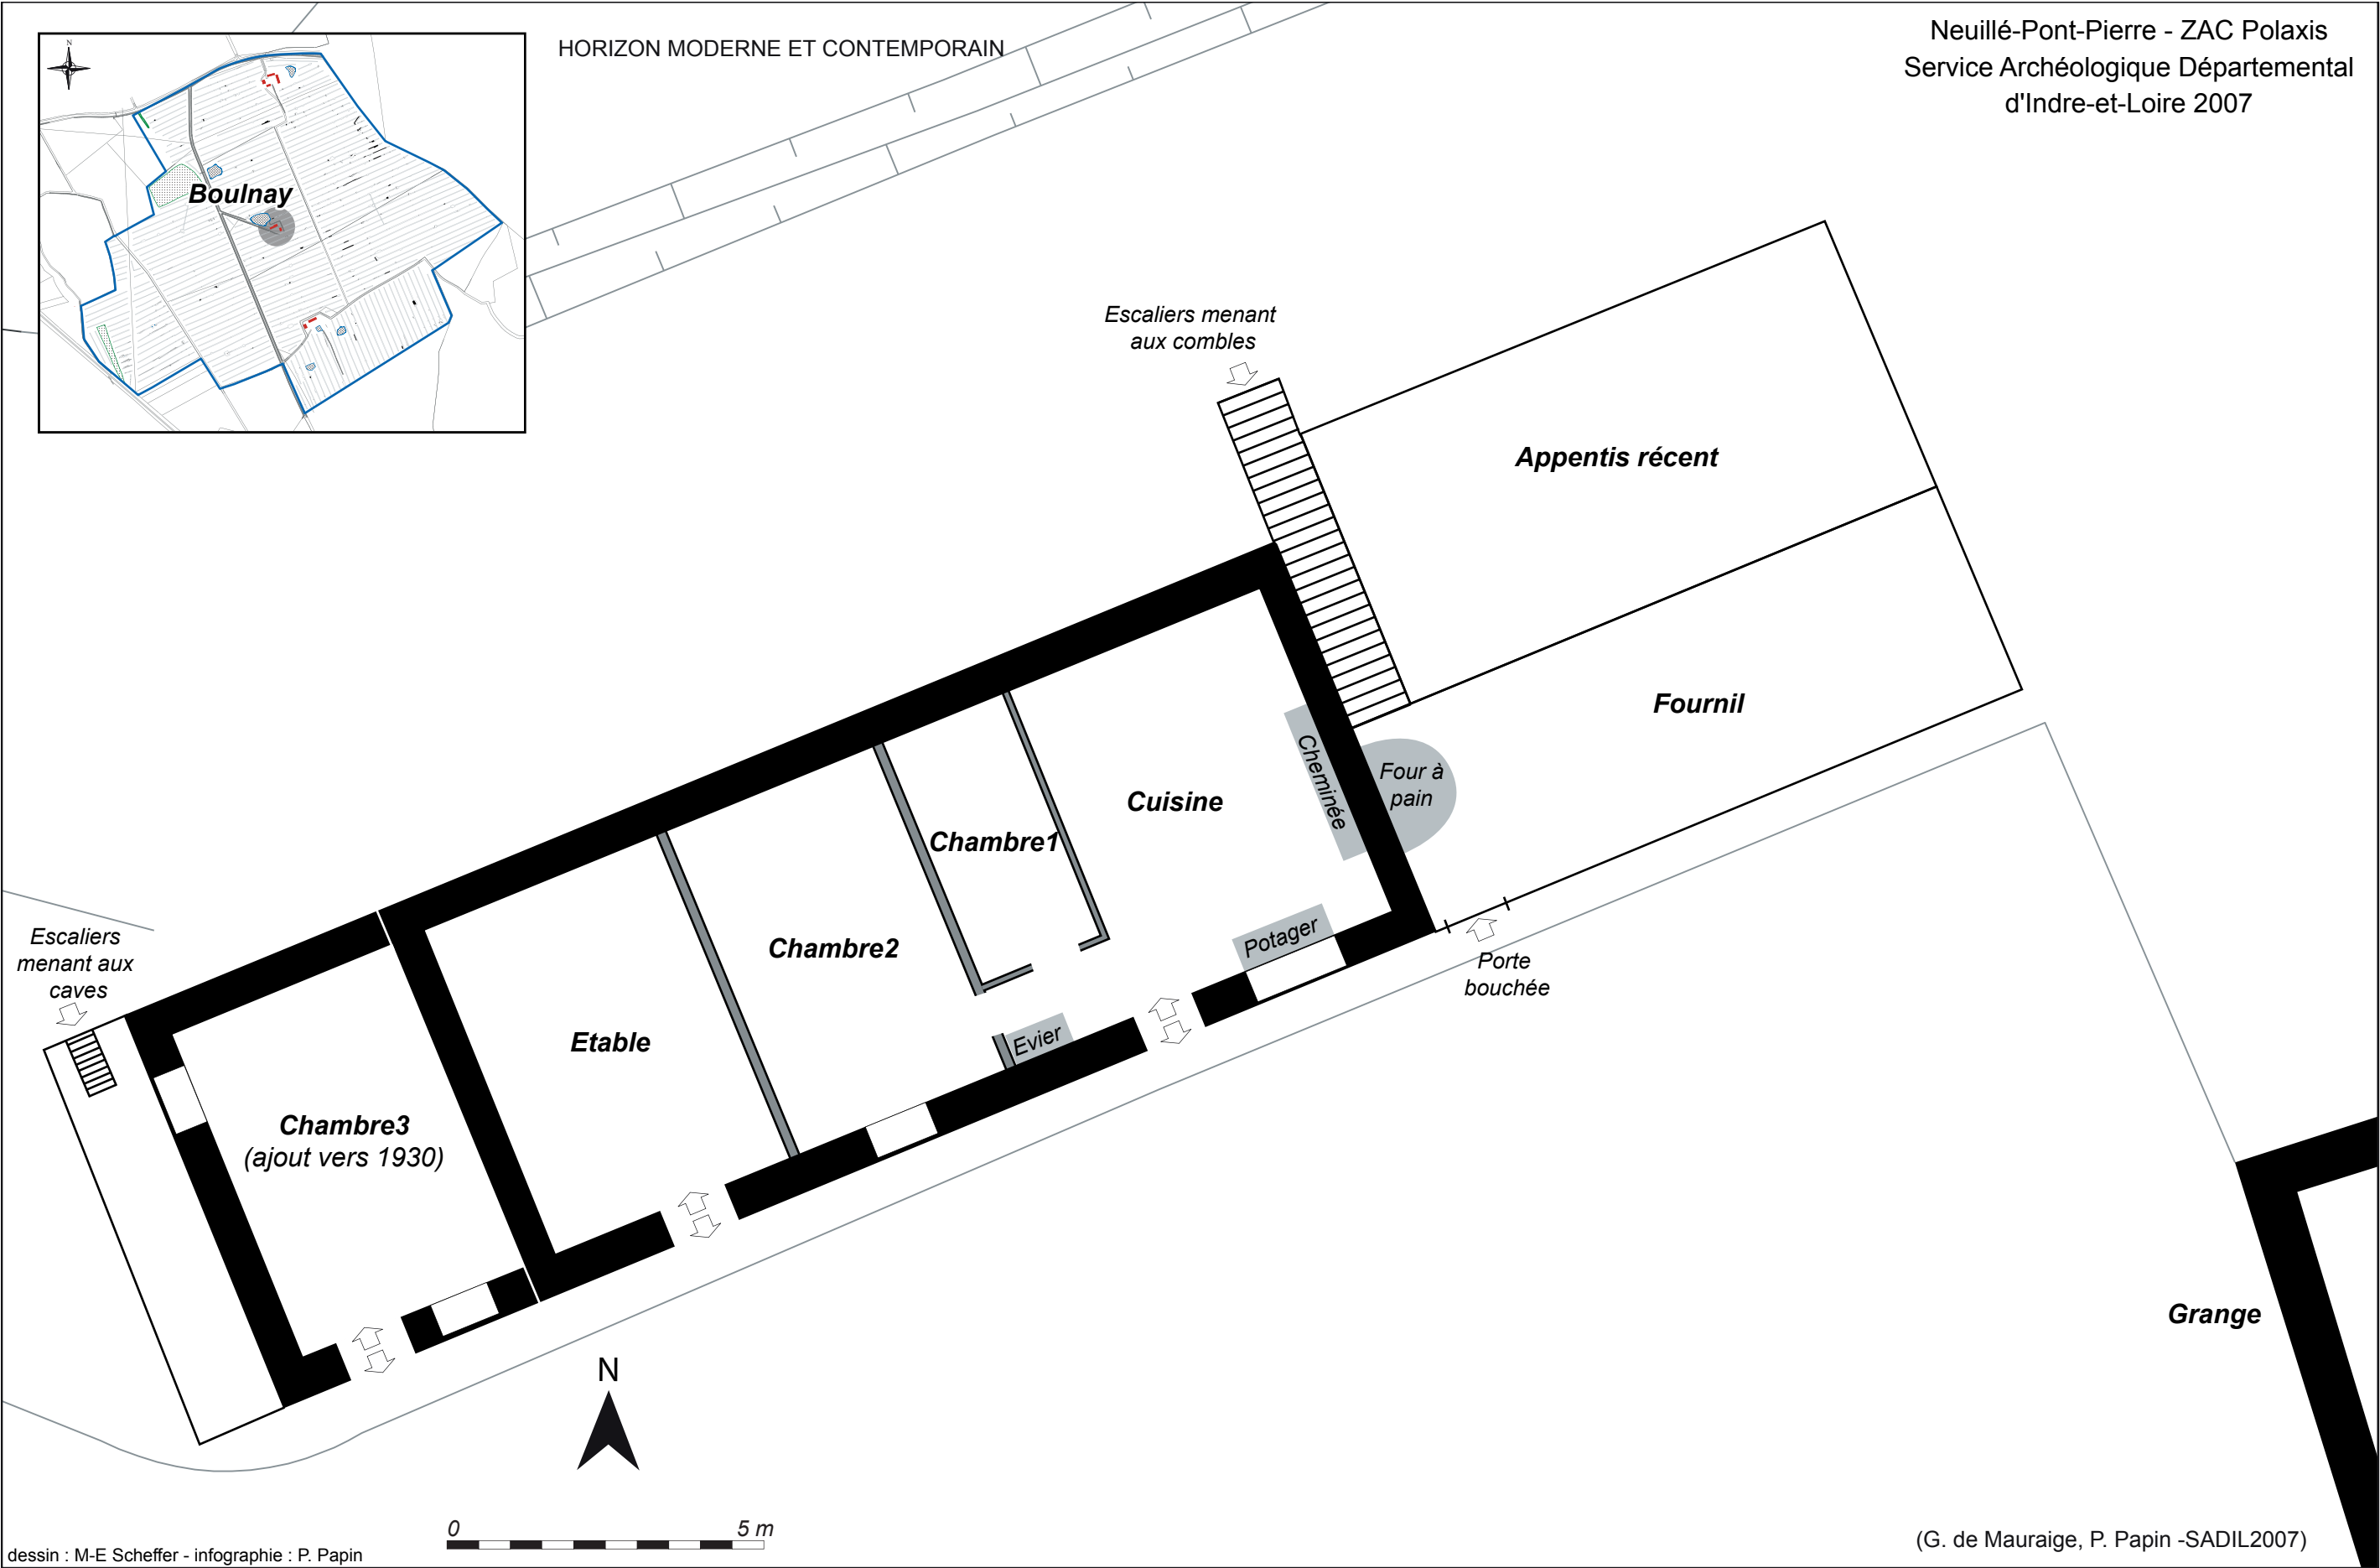 HORIZON MODERNE ET CONTEMPORAIN
Neuillé-Pont-Pierre - ZAC Polaxis
Service Archéologique Départemental
d'Indre-et-Loire 2007
N
Boulnay
Escaliers menant
aux combles
Appentis récent
Fournil
Cheminée
Four à
pain
Cuisine
Chambre1
Potager
Chambre2
Escaliers
menant aux
caves
Porte
bouchée
Etable
Evier
Chambre3
(ajout vers 1930)
Grange
N
0 5 m
dessin : M-E Scheffer - infographie : P. Papin
(G. de Mauraige, P. Papin -SADIL2007)